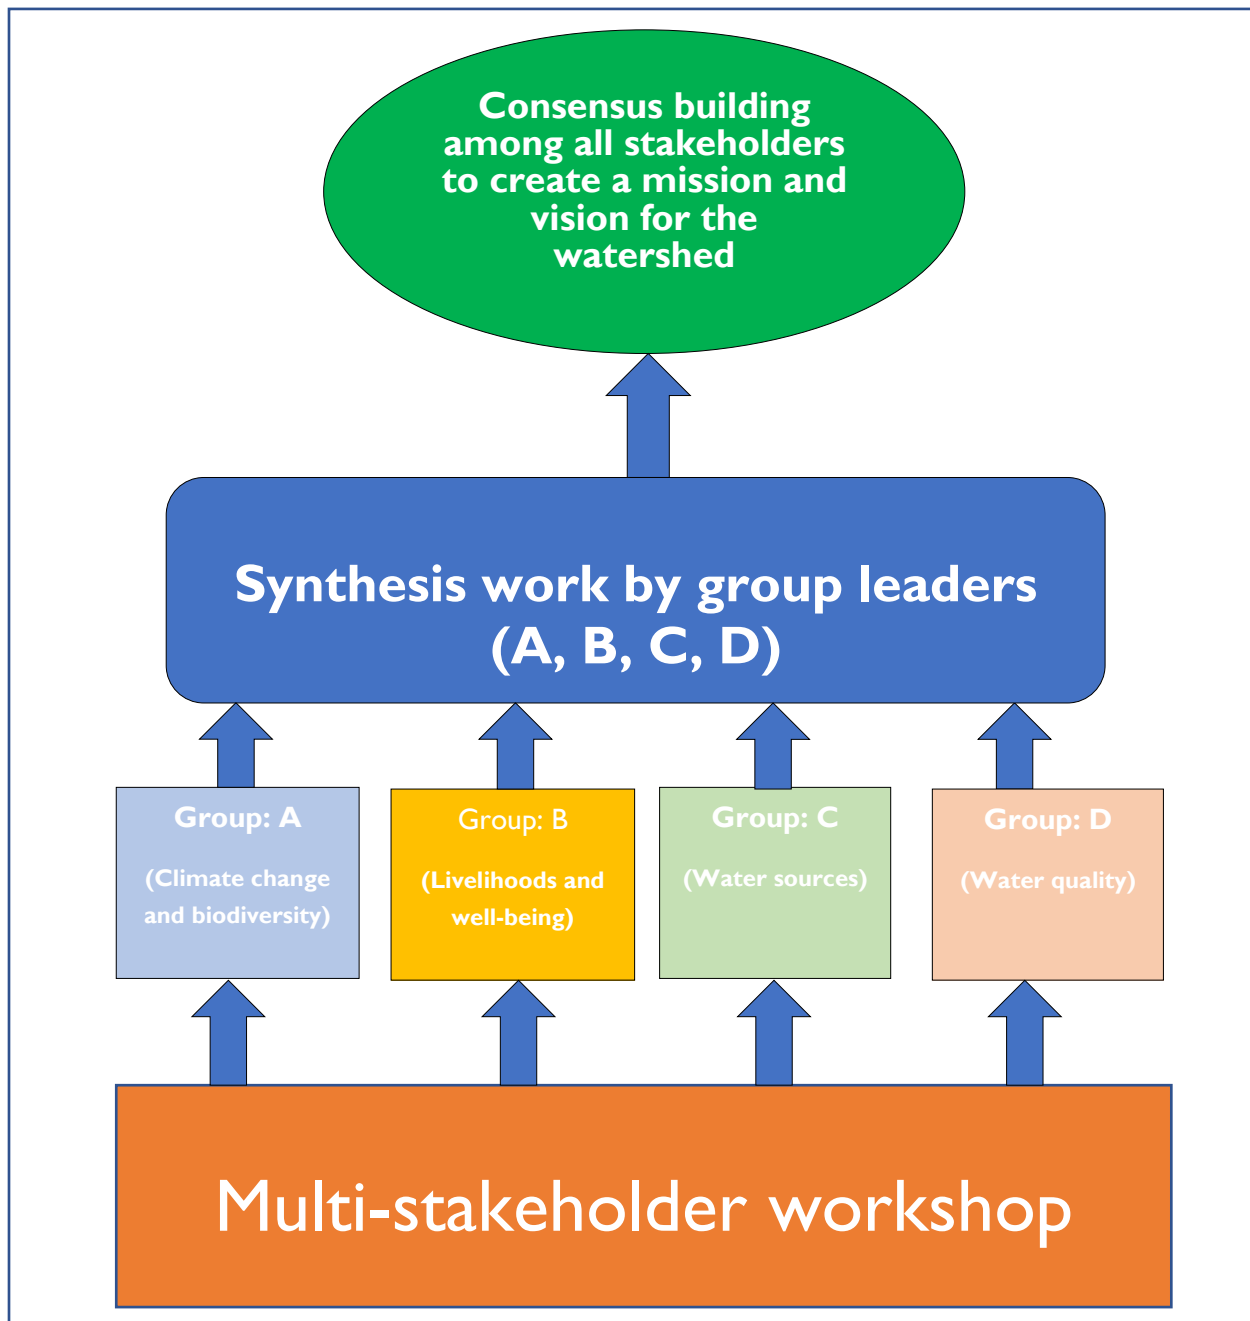 Consensus building
among all stakeholders
to create a mission and
vision for the
watershed
Synthesis work by group leaders
(A, B, C, D)
Group: A
(Climate change
and biodiversity)
Group: B
(Livelihoods and
well-being)
Group: C
(Water sources)
Group: D
(Water quality)
Multi-stakeholder workshop